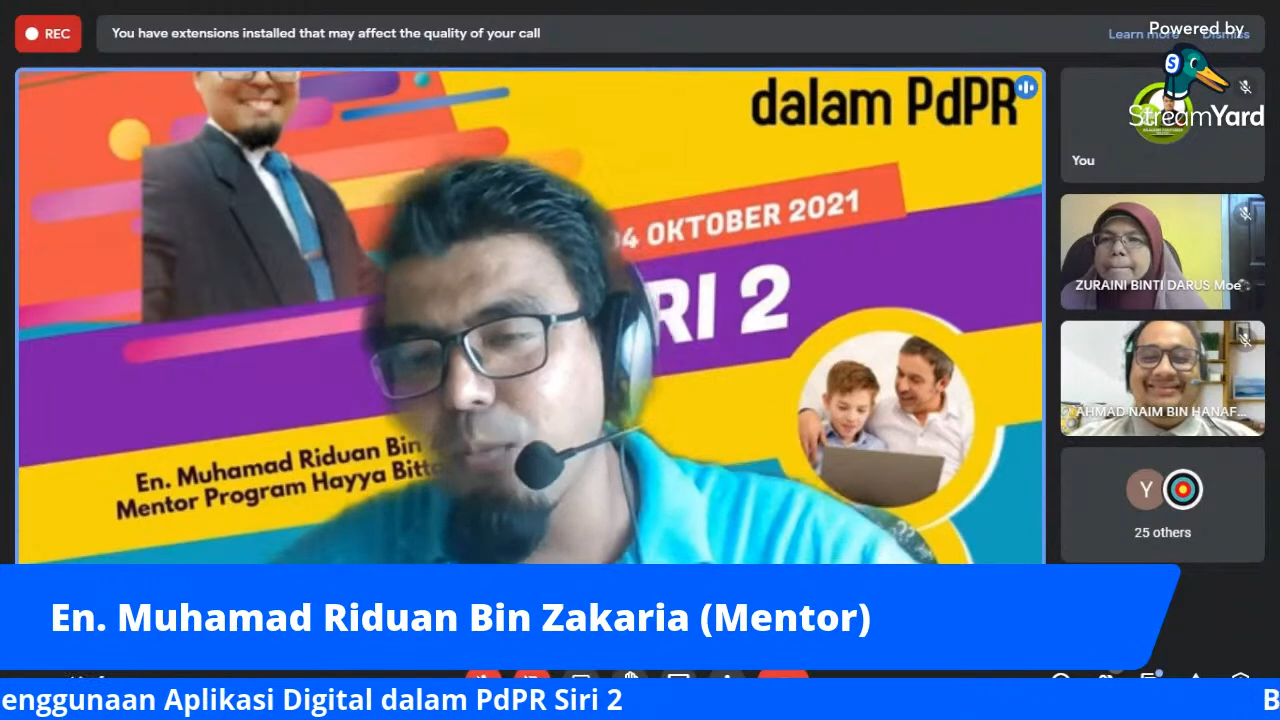 REC
You have extensions installed that may affect the quality of your call
Learn more
Dismiss
Powered by
StreamYard
You
dalam PdPR
04 OKTOBER 2021
RI 2
En. Muhamad Riduan Bin
Mentor Program Hayya Bitta
ZURAINI BINTI DARUS Moe
AHMAD NAIM BIN HANAF...
Y
25 others
En. Muhamad Riduan Bin Zakaria (Mentor)
enggunaan Aplikasi Digital dalam PdPR Siri 2
B